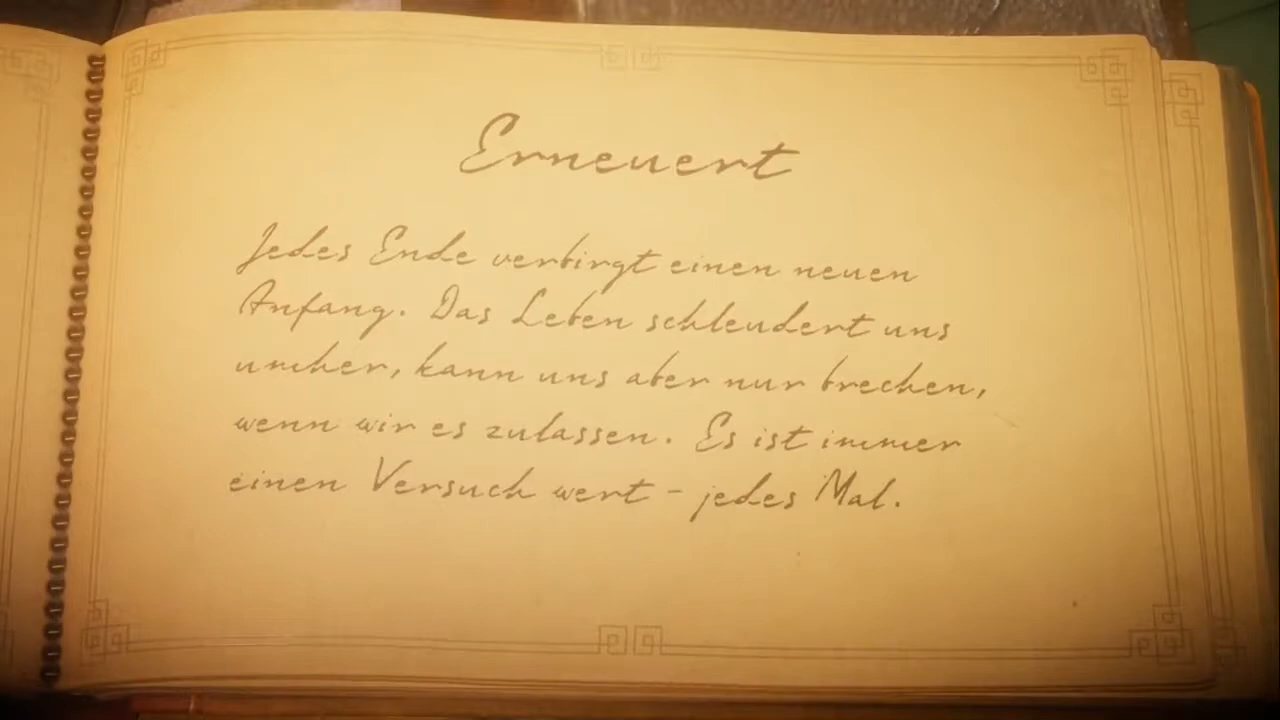 Erneuert
Jedes Ende verbirgt einen neuen
Anfang. Das Leben schleudert uns
umher, kann uns aber nur brechen,
wenn wir es zulassen. Es ist immer
einen Versuch wert - jedes Mal.